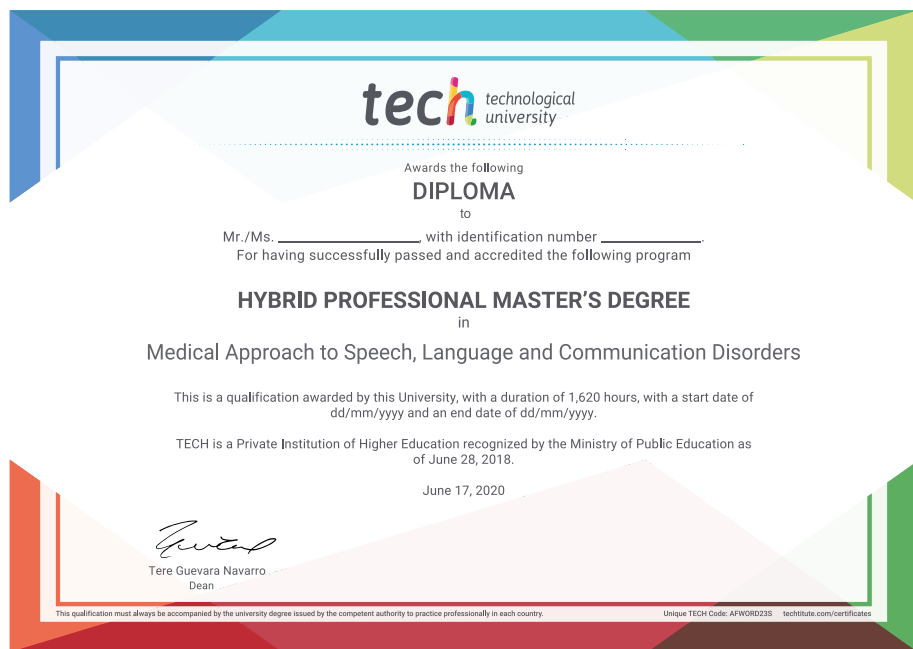 tech technological
university
Awards the following
DIPLOMA
to
Mr./Ms. ____________, with identification number ____________.
For having successfully passed and accredited the following program
HYBRID PROFESSIONAL MASTER'S DEGREE
in
Medical Approach to Speech, Language and Communication Disorders
This is a qualification awarded by this University, with a duration of 1,620 hours, with a start date of
dd/mm/yyyy and an end date of dd/mm/yyyy.
TECH is a Private Institution of Higher Education recognized by the Ministry of Public Education as
of June 28, 2018.
June 17, 2020
Tere Guevara Navarro
Dean
This qualification must always be accompanied by the university degree issued by the competent authority to practice professionally in each country. Unique TECH Code: AFWORD23S techtitute.com/certificates